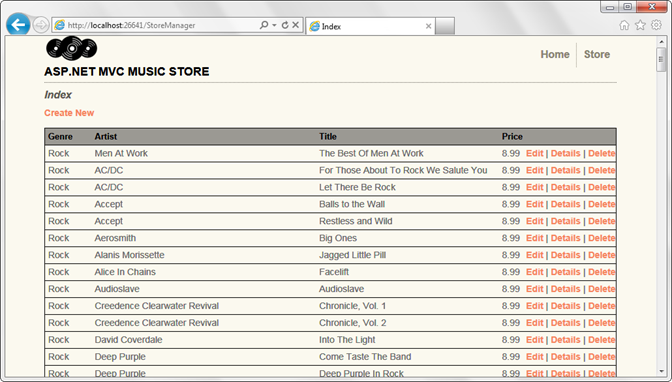 http://localhost:26641/StoreManager Index
Home Store
ASP.NET MVC MUSIC STORE
Index
Create New
Genre Artist Title Price
Rock Men At Work The Best Of Men At Work 8.99 Edit | Details | Delete
Rock AC/DC For Those About To Rock We Salute You 8.99 Edit | Details | Delete
Rock AC/DC Let There Be Rock 8.99 Edit | Details | Delete
Rock Accept Balls to the Wall 8.99 Edit | Details | Delete
Rock Accept Restless and Wild 8.99 Edit | Details | Delete
Rock Aerosmith Big Ones 8.99 Edit | Details | Delete
Rock Alanis Morissette Jagged Little Pill 8.99 Edit | Details | Delete
Rock Alice In Chains Facelift 8.99 Edit | Details | Delete
Rock Audioslave Audioslave 8.99 Edit | Details | Delete
Rock Creedence Clearwater Revival Chronicle, Vol. 1 8.99 Edit | Details | Delete
Rock Creedence Clearwater Revival Chronicle, Vol. 2 8.99 Edit | Details | Delete
Rock David Coverdale Into The Light 8.99 Edit | Details | Delete
Rock Deep Purple Come Taste The Band 8.99 Edit | Details | Delete
Rock Deep Purple Deep Purple In Rock 8.99 Edit | Details | Delete